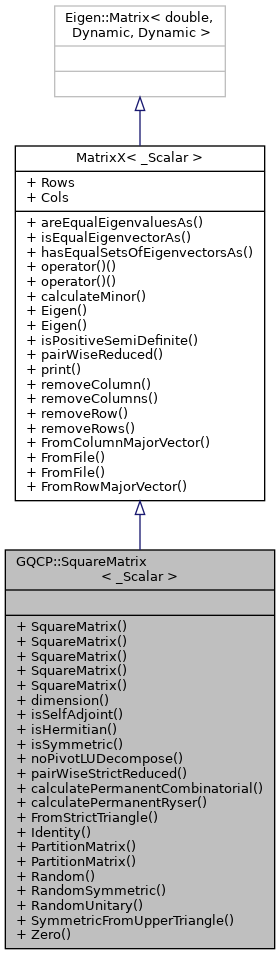 Eigen::Matrix< double,
Dynamic, Dynamic >
MatrixX< _Scalar >
+ Rows
+ Cols
+ areEqualEigenvaluesAs()
+ isEqualEigenvectorAs()
+ hasEqualSetsOfEigenvectorsAs()
+ operator()()
+ operator()()
+ calculateMinor()
+ Eigen()
+ Eigen()
+ isPositiveSemiDefinite()
+ pairWiseReduced()
+ print()
+ removeColumn()
+ removeColumns()
+ removeRow()
+ removeRows()
+ FromColumnMajorVector()
+ FromFile()
+ FromFile()
+ FromRowMajorVector()
GQCP::SquareMatrix
< _Scalar >
+ SquareMatrix()
+ SquareMatrix()
+ SquareMatrix()
+ SquareMatrix()
+ SquareMatrix()
+ dimension()
+ isSelfAdjoint()
+ isHermitian()
+ isSymmetric()
+ noPivotLUDecompose()
+ pairWiseStrictReduced()
+ calculatePermanentCombinatorial()
+ calculatePermanentRyser()
+ FromStrictTriangle()
+ Identity()
+ PartitionMatrix()
+ PartitionMatrix()
+ Random()
+ RandomSymmetric()
+ RandomUnitary()
+ SymmetricFromUpperTriangle()
+ Zero()